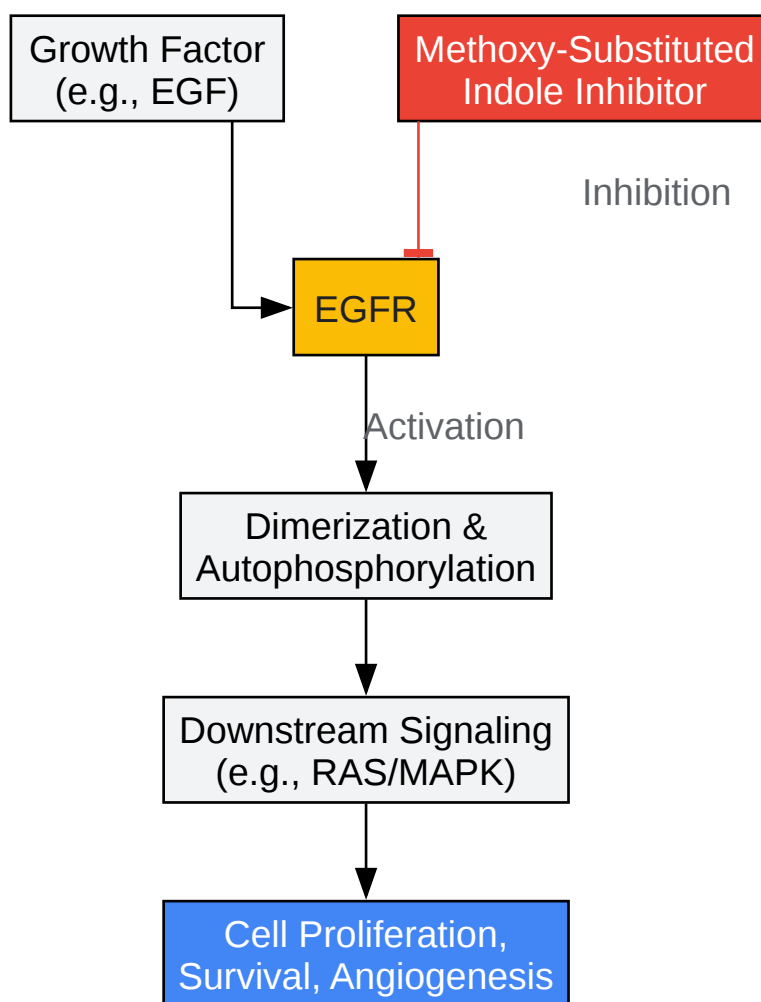 Growth Factor
(e.g., EGF)
Methoxy-Substituted
Indole Inhibitor
Inhibition
EGFR
Activation
Dimerization &
Autophosphorylation
Downstream Signaling
(e.g., RAS/MAPK)
Cell Proliferation,
Survival, Angiogenesis